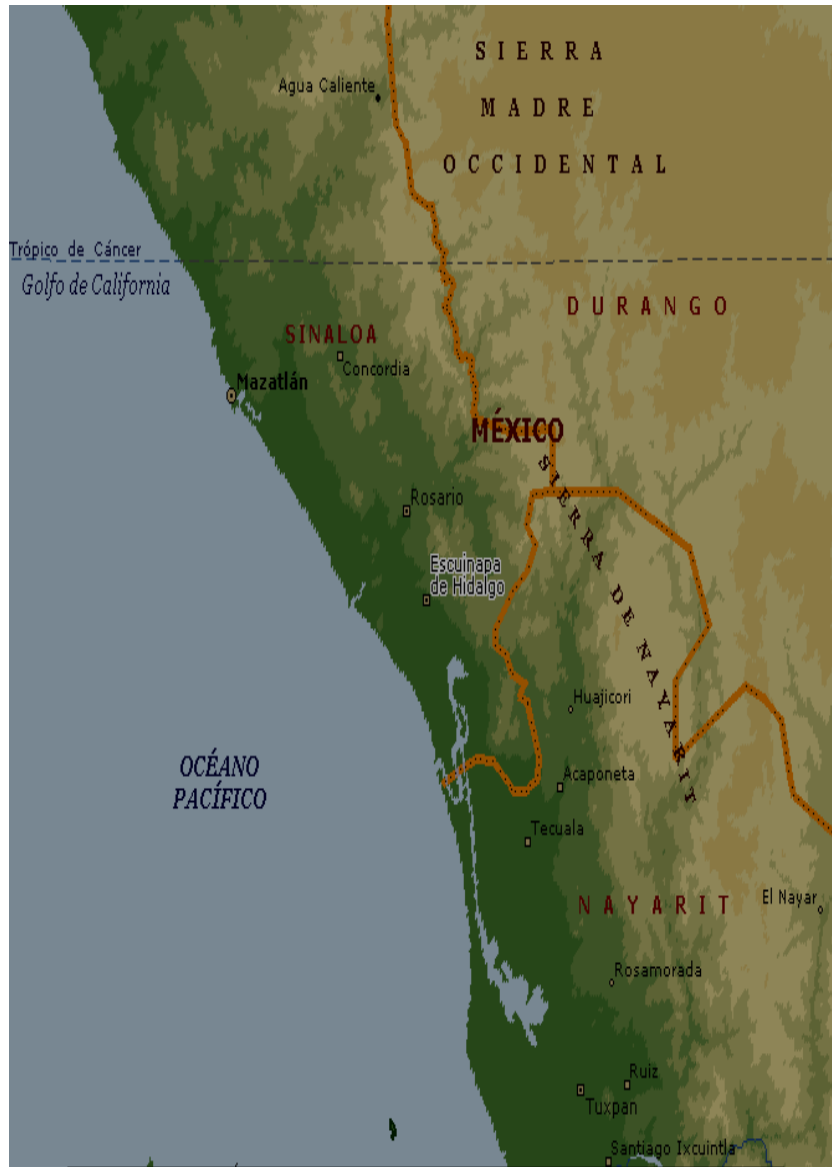 SIERRA
MADRE
OCCIDENTAL
Agua Caliente
Trópico de Cáncer
Golfo de California
DURANGO
SINALOA
Concordia
Mazatlán
MÉXICO
SIERRA DE NAYARIT
Rosario
Escuinapa
de Hidalgo
Huajicori
OCÉANO
PACÍFICO
Acaponeta
Tecuala
NAYARIT
El Nayar
Rosamorada
Ruiz
Tuxpan
Santiago Ixcuintla